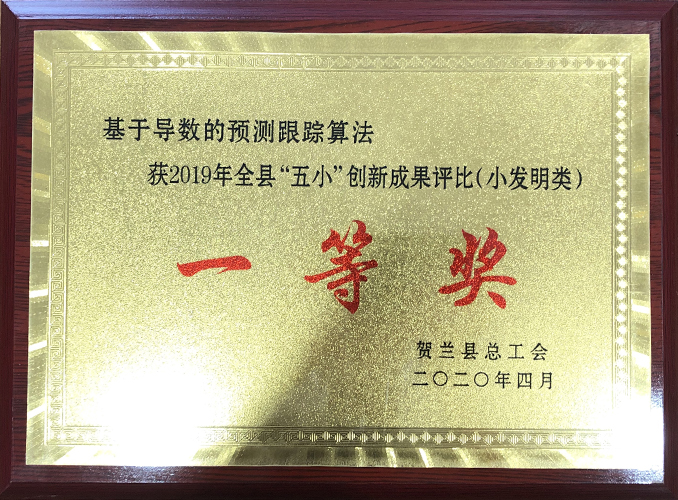 基于导数的预测跟踪算法
获2019年全县“五小”创新成果评比(小发明类)
一等奖
贺兰县总工会
二〇二〇年四月